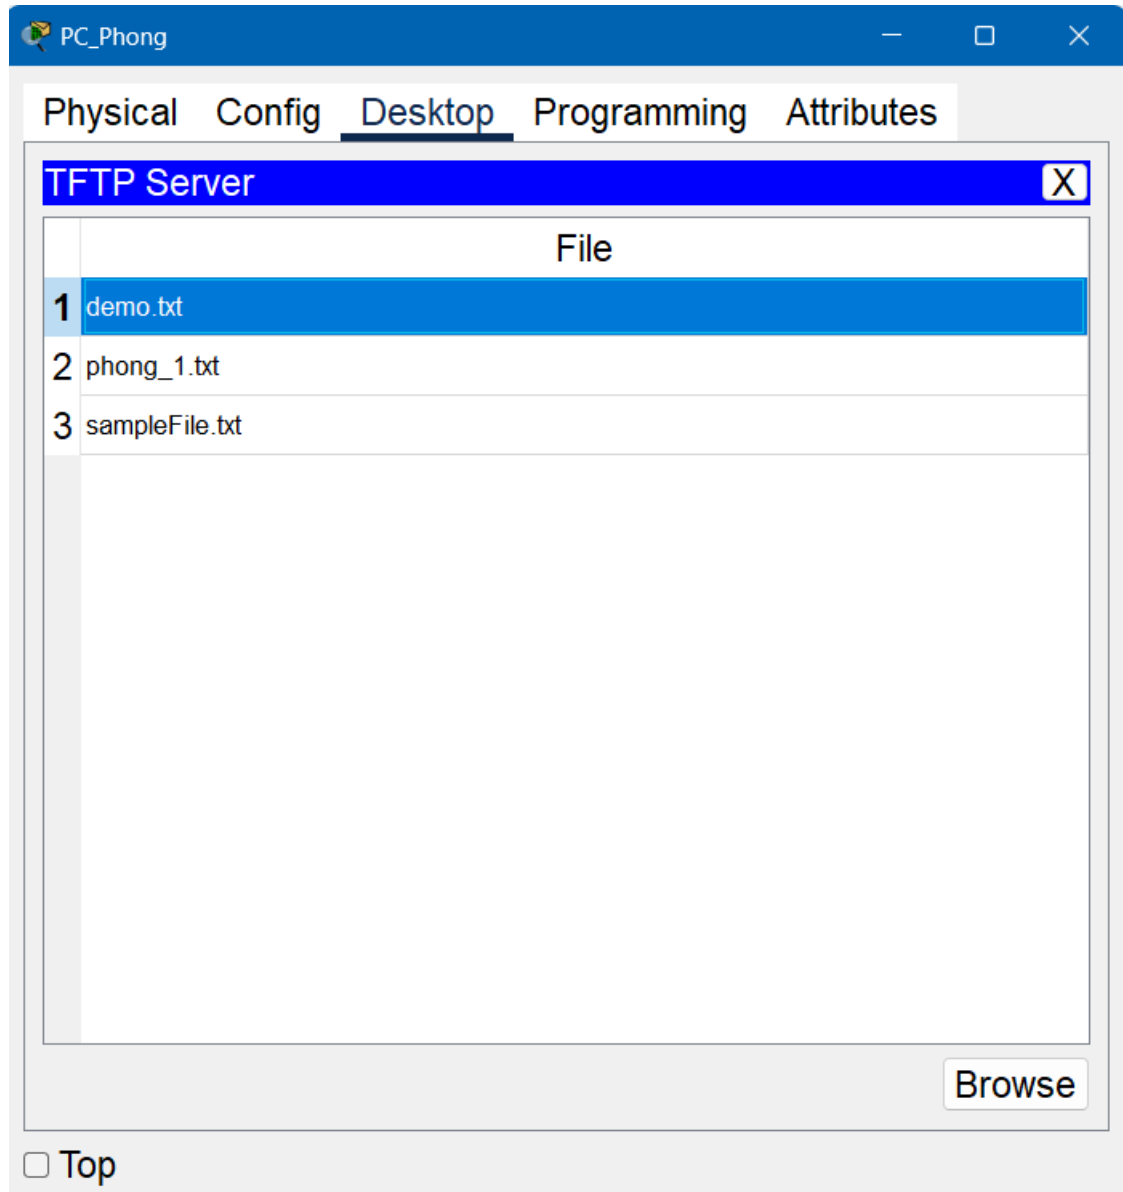 PC_Phong
Physical Config Desktop Programming Attributes
TFTP Server X
File
1 demo.txt
2 phong_1.txt
3 sampleFile.txt
Browse
Top